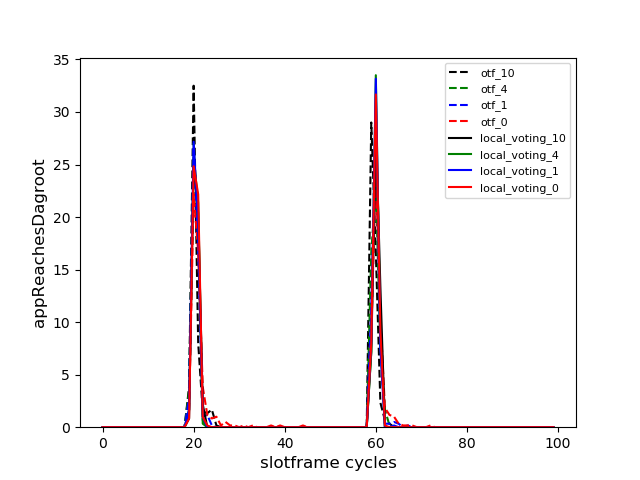 35
30
25
20
15
10
5
0
appReachesDagroot
0
20
40
60
80
100
slotframe cycles
otf_10
otf_4
otf_1
otf_0
local_voting_10
local_voting_4
local_voting_1
local_voting_0